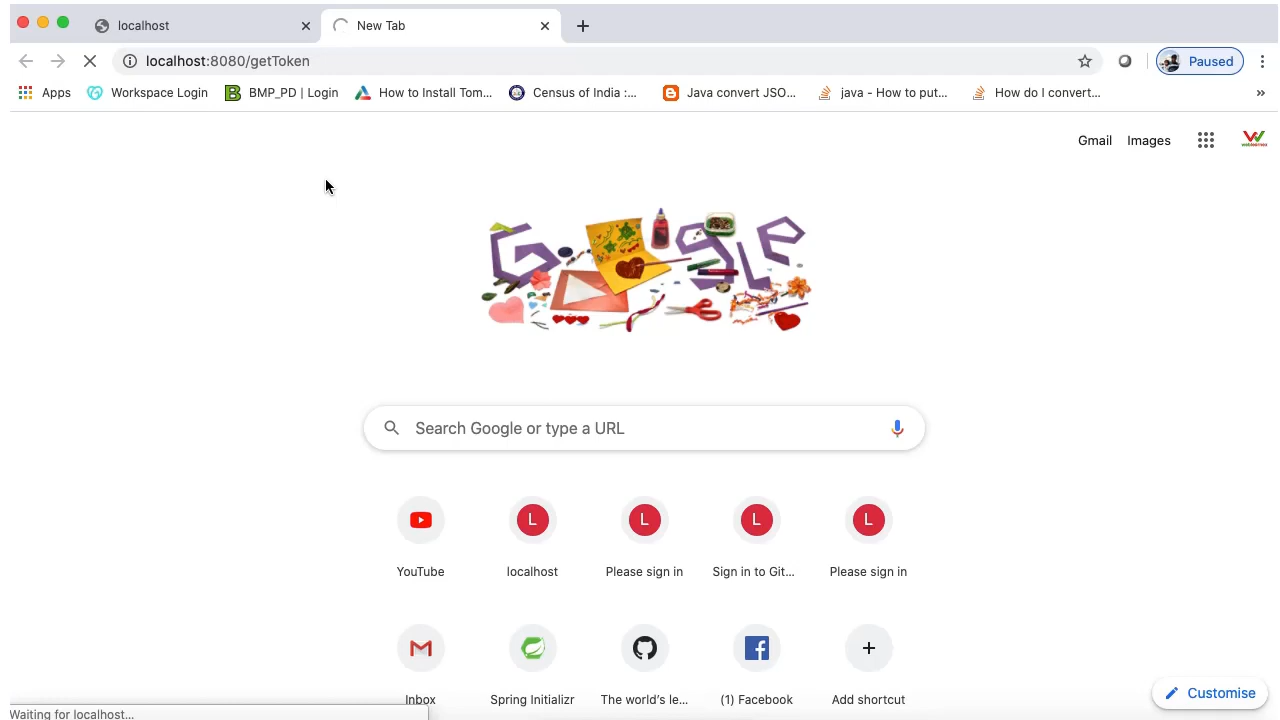 localhost
New Tab
localhost:8080/getToken
Paused
Apps
Workspace Login
BMP_PD | Login
How to Install Tom...
Census of India :...
Java convert JSO...
java - How to put...
How do I convert...
»
Gmail
Images
weblearnex
Google
Search Google or type a URL
L
L
L
L
YouTube
localhost
Please sign in
Sign in to Git...
Please sign in
Inbox
Spring Initializr
The world's le...
(1) Facebook
Add shortcut
Customise
Waiting for localhost...